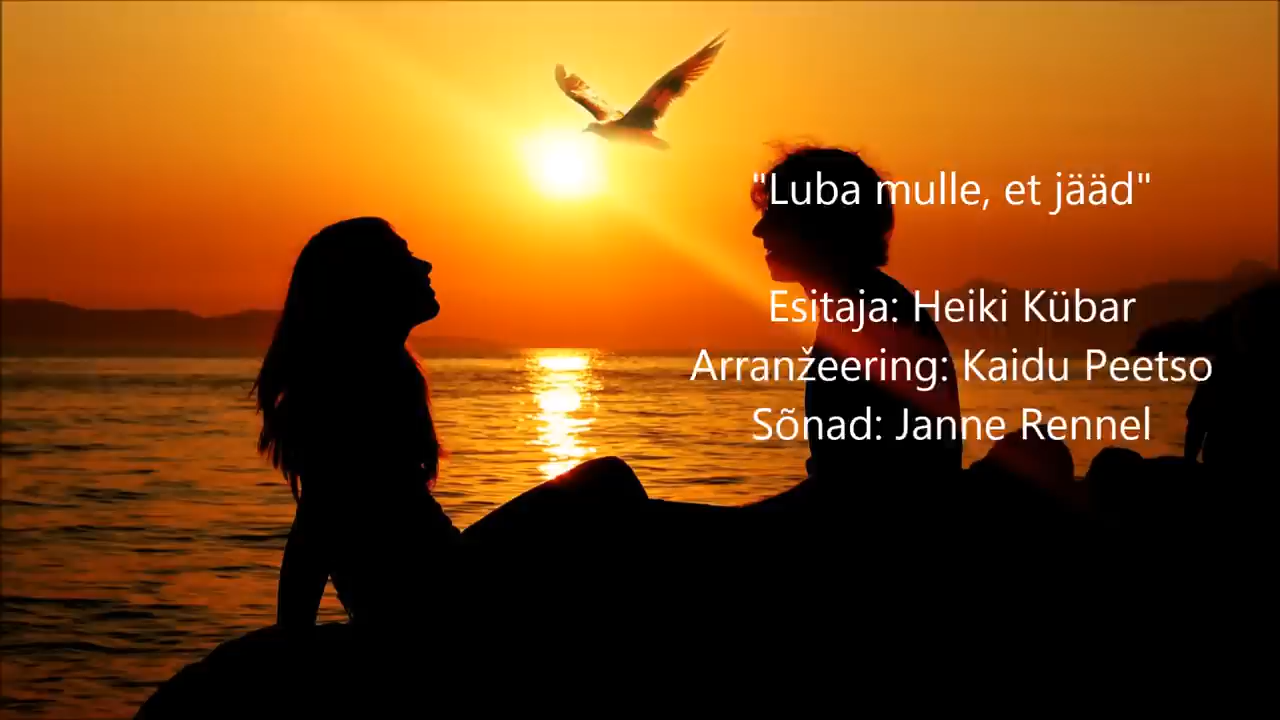 "Luba mulle, et jääd"
Esitaja: Heiki Kübar
Arranžeering: Kaidu Peetso
Sõnad: Janne Rennel